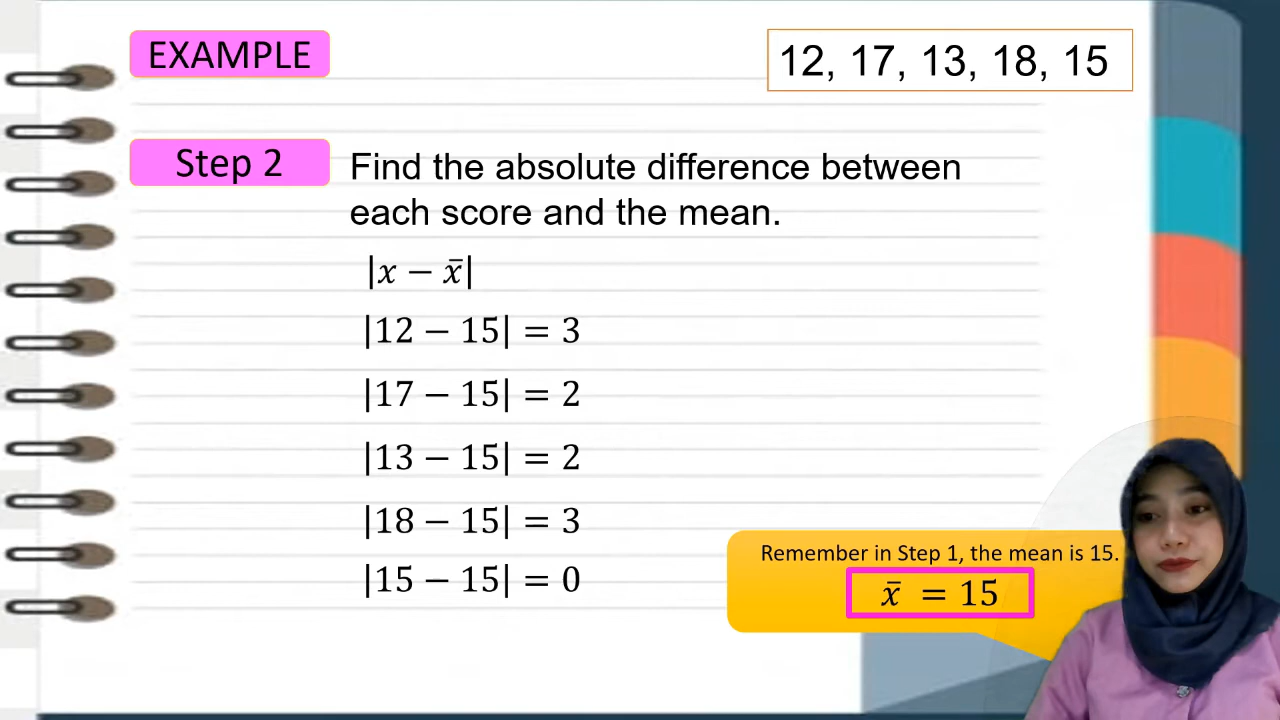 EXAMPLE
12, 17, 13, 18, 15
Step 2
Find the absolute difference between
each score and the mean.
|x − x̄|
|12 − 15| = 3
|17 − 15| = 2
|13 − 15| = 2
|18 − 15| = 3
|15 − 15| = 0
Remember in Step 1, the mean is 15.
x̄ = 15